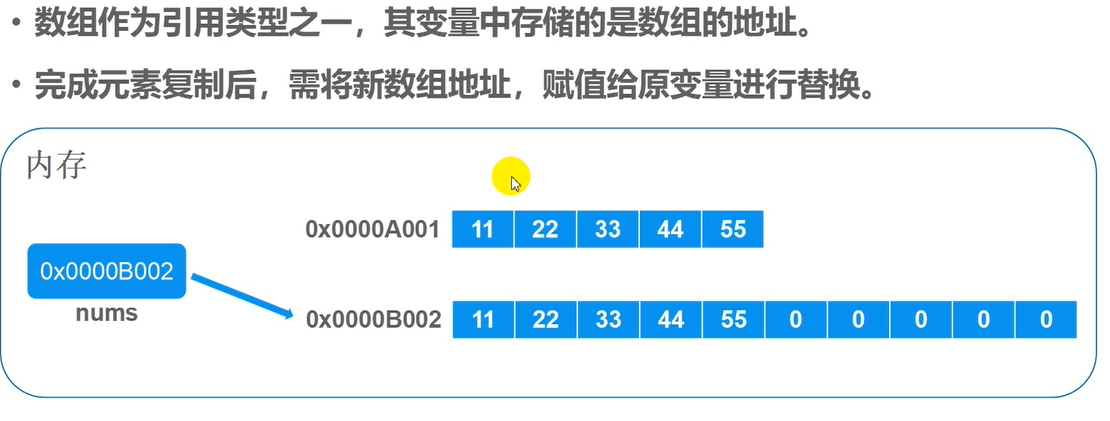 • 数组作为引用类型之一，其变量中存储的是数组的地址。
• 完成元素复制后，需将新数组地址，赋值给原变量进行替换。
内存
0x0000A001 11 22 33 44 55
0x0000B002
nums
0x0000B002 11 22 33 44 55 0 0 0 0 0